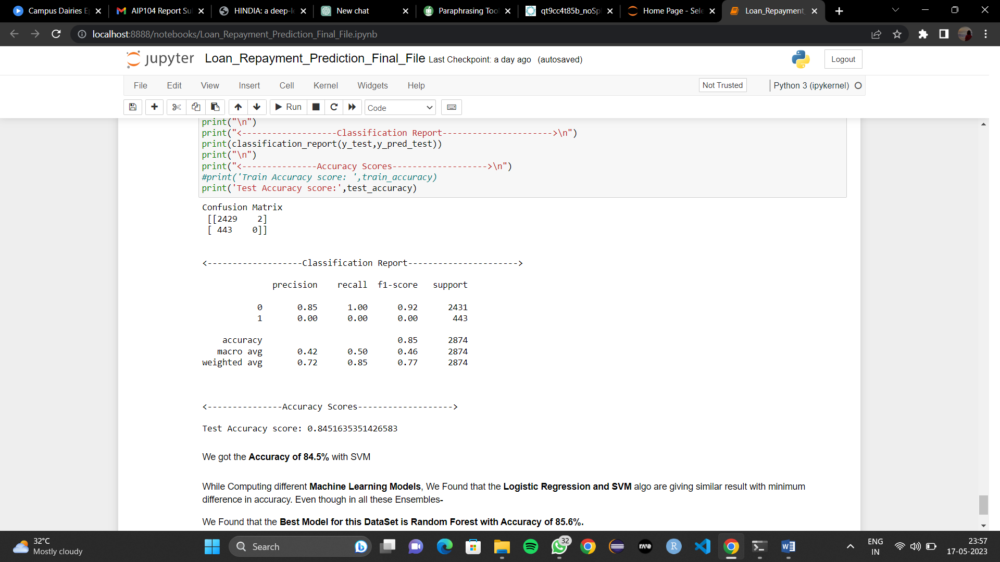 Campus Dairies E
AIP104 Report Su
HINDIA: a deep-l
New chat
Paraphrasing Too
qt9cc4t85b_noSp
Home Page - Sele
Loan_Repayment_
localhost:8888/notebooks/Loan_Repayment_Prediction_Final_File.ipynb
jupyter Loan_Repayment_Prediction_Final_File Last Checkpoint: a day ago (autosaved)
Logout
File Edit View Insert Cell Kernel Widgets Help
Not Trusted
Python 3 (ipykernel)
Run
Code
print("\n")
print("<-------------------Classification Report---------------------->\n")
print(classification_report(y_test,y_pred_test))
print("\n")
print("<---------------Accuracy Scores------------------->\n")
#print('Train Accuracy score: ',train_accuracy)
print('Test Accuracy score:',test_accuracy)
Confusion Matrix
[[2429    2]
[ 443    0]]
<-------------------Classification Report---------------------->
precision    recall  f1-score   support
0       0.85      1.00      0.92      2431
1       0.00      0.00      0.00       443
accuracy                           0.85      2874
macro avg       0.42      0.50      0.46      2874
weighted avg       0.72      0.85      0.77      2874
<---------------Accuracy Scores------------------->
Test Accuracy score: 0.8451635351426583
We got the Accuracy of 84.5% with SVM
While Computing different Machine Learning Models, We Found that the Logistic Regression and SVM algo are giving similar result with minimum
difference in accuracy. Even though in all these Ensembles-
We Found that the Best Model for this DataSet is Random Forest with Accuracy of 85.6%.
32°C
Mostly cloudy
Search
32
rave
R
ENG
IN
23:57
17-05-2023